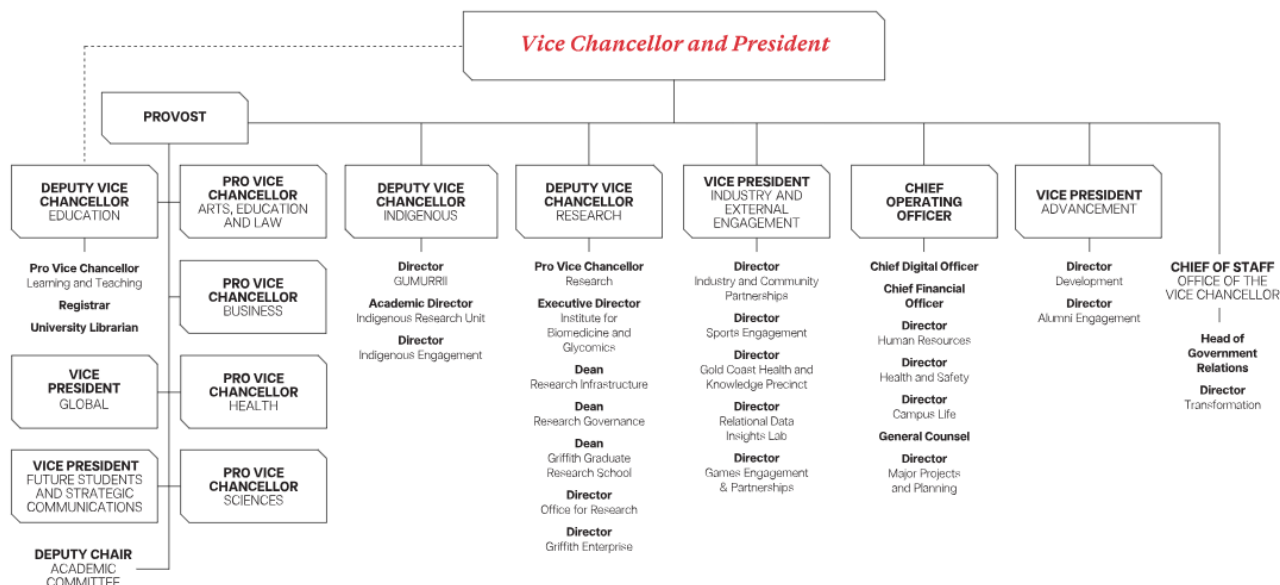 Vice Chancellor and President
PROVOST
DEPUTY VICE
CHANCELLOR
EDUCATION
Pro Vice Chancellor
Learning and Teaching
Registrar
University Librarian
PRO VICE
CHANCELLOR
ARTS, EDUCATION
AND LAW
PRO VICE
CHANCELLOR
BUSINESS
VICE
PRESIDENT
GLOBAL
PRO VICE
CHANCELLOR
HEALTH
VICE PRESIDENT
FUTURE STUDENTS
AND STRATEGIC
COMMUNICATIONS
PRO VICE
CHANCELLOR
SCIENCES
DEPUTY CHAIR
ACADEMIC
COMMITTEE
DEPUTY VICE
CHANCELLOR
INDIGENOUS
Director
GUMURRII
Academic Director
Indigenous Research Unit
Director
Indigenous Engagement
DEPUTY VICE
CHANCELLOR
RESEARCH
Pro Vice Chancellor
Research
Executive Director
Institute for
Biomedicine and
Glycomics
Dean
Research Infrastructure
Dean
Research Governance
Dean
Griffith Graduate
Research School
Director
Office for Research
Director
Griffith Enterprise
VICE PRESIDENT
INDUSTRY AND
EXTERNAL
ENGAGEMENT
Director
Industry and Community
Partnerships
Director
Sports Engagement
Director
Gold Coast Health and
Knowledge Precinct
Director
Relational Data
Insights Lab
Director
Games Engagement
& Partnerships
CHIEF
OPERATING
OFFICER
Chief Digital Officer
Chief Financial
Officer
Director
Human Resources
Director
Health and Safety
Director
Campus Life
General Counsel
Director
Major Projects
and Planning
VICE PRESIDENT
ADVANCEMENT
Director
Development
Director
Alumni Engagement
CHIEF OF STAFF
OFFICE OF THE
VICE CHANCELLOR
Head of
Government
Relations
Director
Transformation